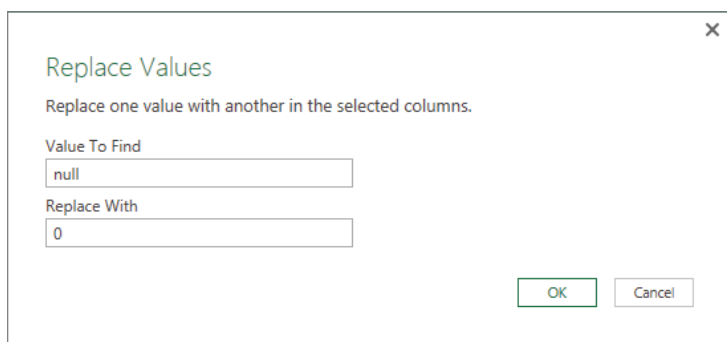 Replace Values
Replace one value with another in the selected columns.
Value To Find
null
Replace With
0
OK Cancel